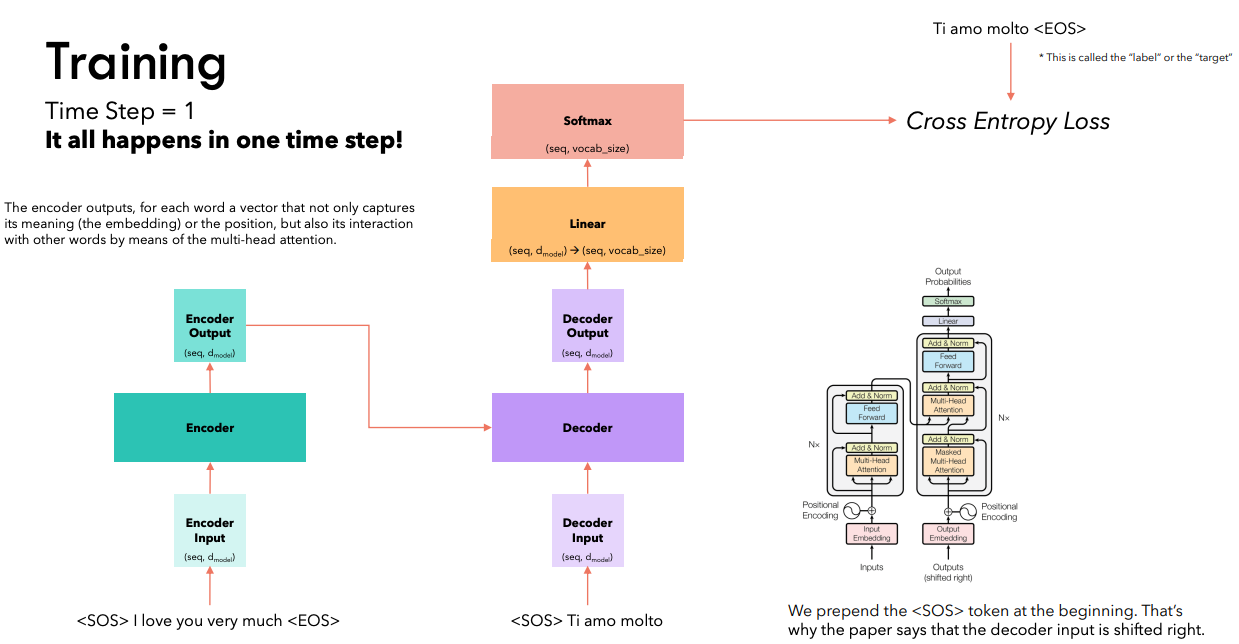 Training
Time Step = 1
It all happens in one time step!
The encoder outputs, for each word a vector that not only captures
its meaning (the embedding) or the position, but also its interaction
with other words by means of the multi-head attention.
Encoder
Output
(seq, dmodel)
Encoder
Encoder
Input
(seq, dmodel)
<SOS> I love you very much <EOS>
Softmax
(seq, vocab_size)
Linear
(seq, dmodel) → (seq, vocab_size)
Decoder
Output
(seq, dmodel)
Decoder
Decoder
Input
(seq, dmodel)
<SOS> Ti amo molto
Ti amo molto <EOS>
* This is called the “label” or the “target”
Cross Entropy Loss
Output
Probabilities
Softmax
Linear
Add & Norm
Feed
Forward
Add & Norm
Multi-Head
Attention
Add & Norm
Masked
Multi-Head
Attention
Nx
Positional
Encoding
Output
Embedding
Outputs
(shifted right)
Add & Norm
Feed
Forward
Nx
Add & Norm
Multi-Head
Attention
Positional
Encoding
Input
Embedding
Inputs
We prepend the <SOS> token at the beginning. That’s
why the paper says that the decoder input is shifted right.